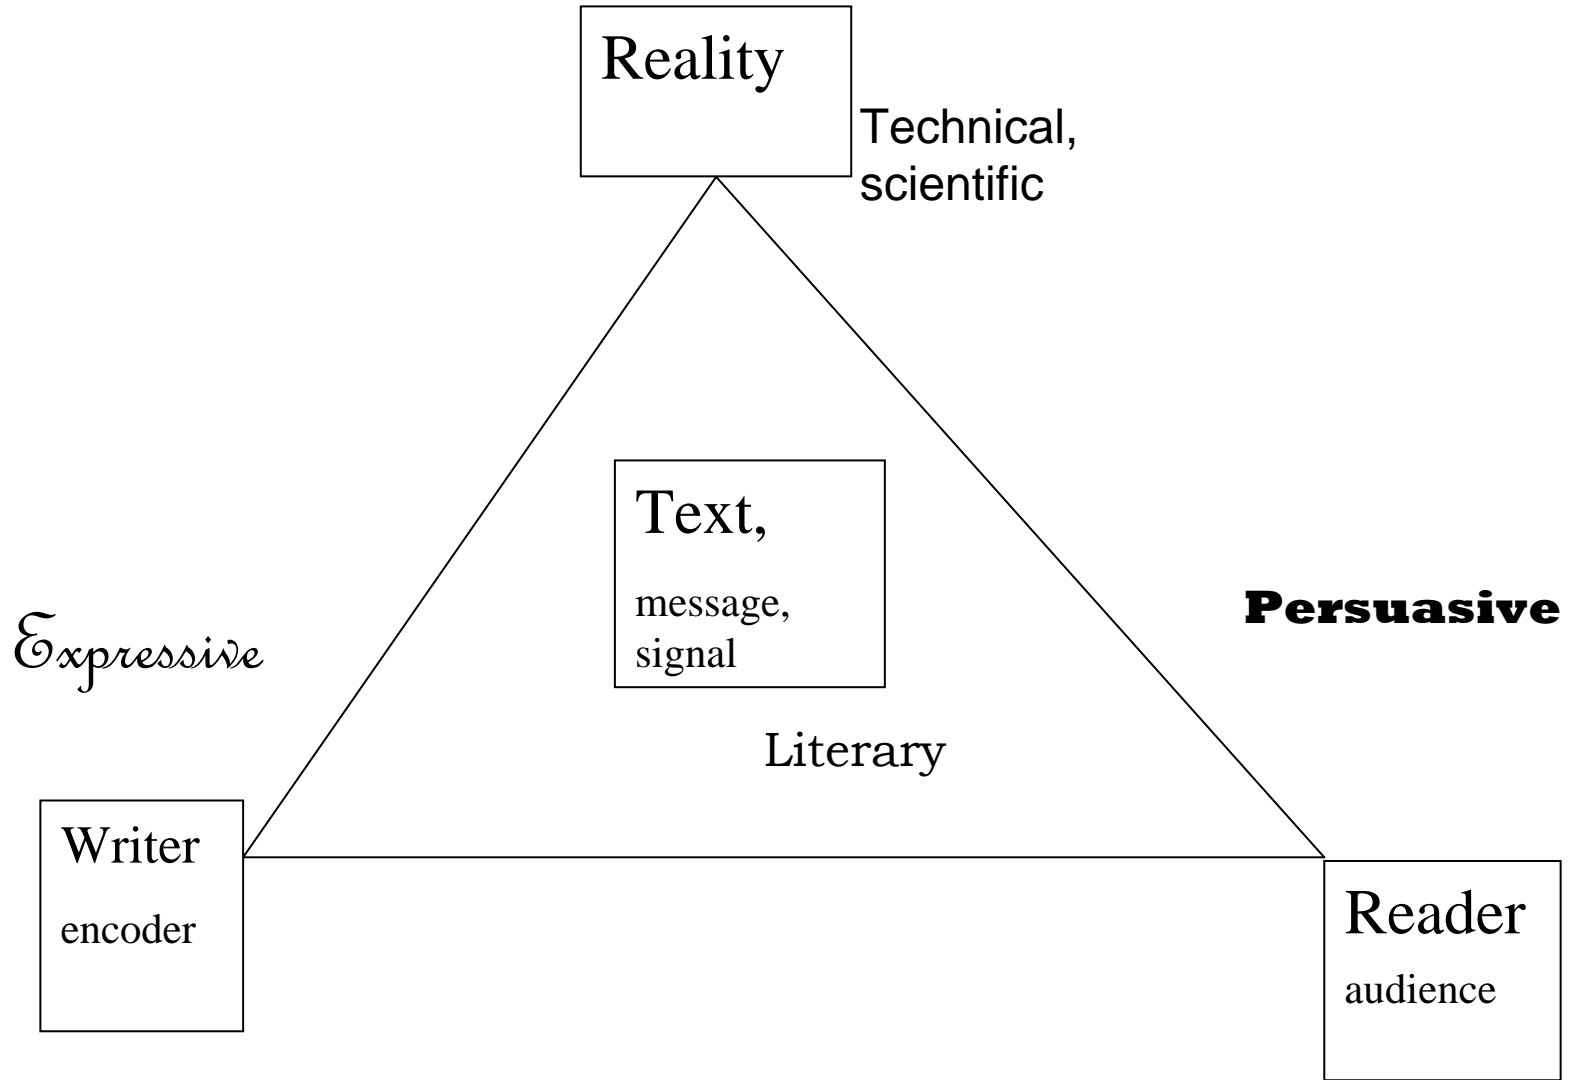 Reality
Technical,
scientific
Text,
message,
signal
Expressive
Persuasive
Literary
Writer
encoder
Reader
audience